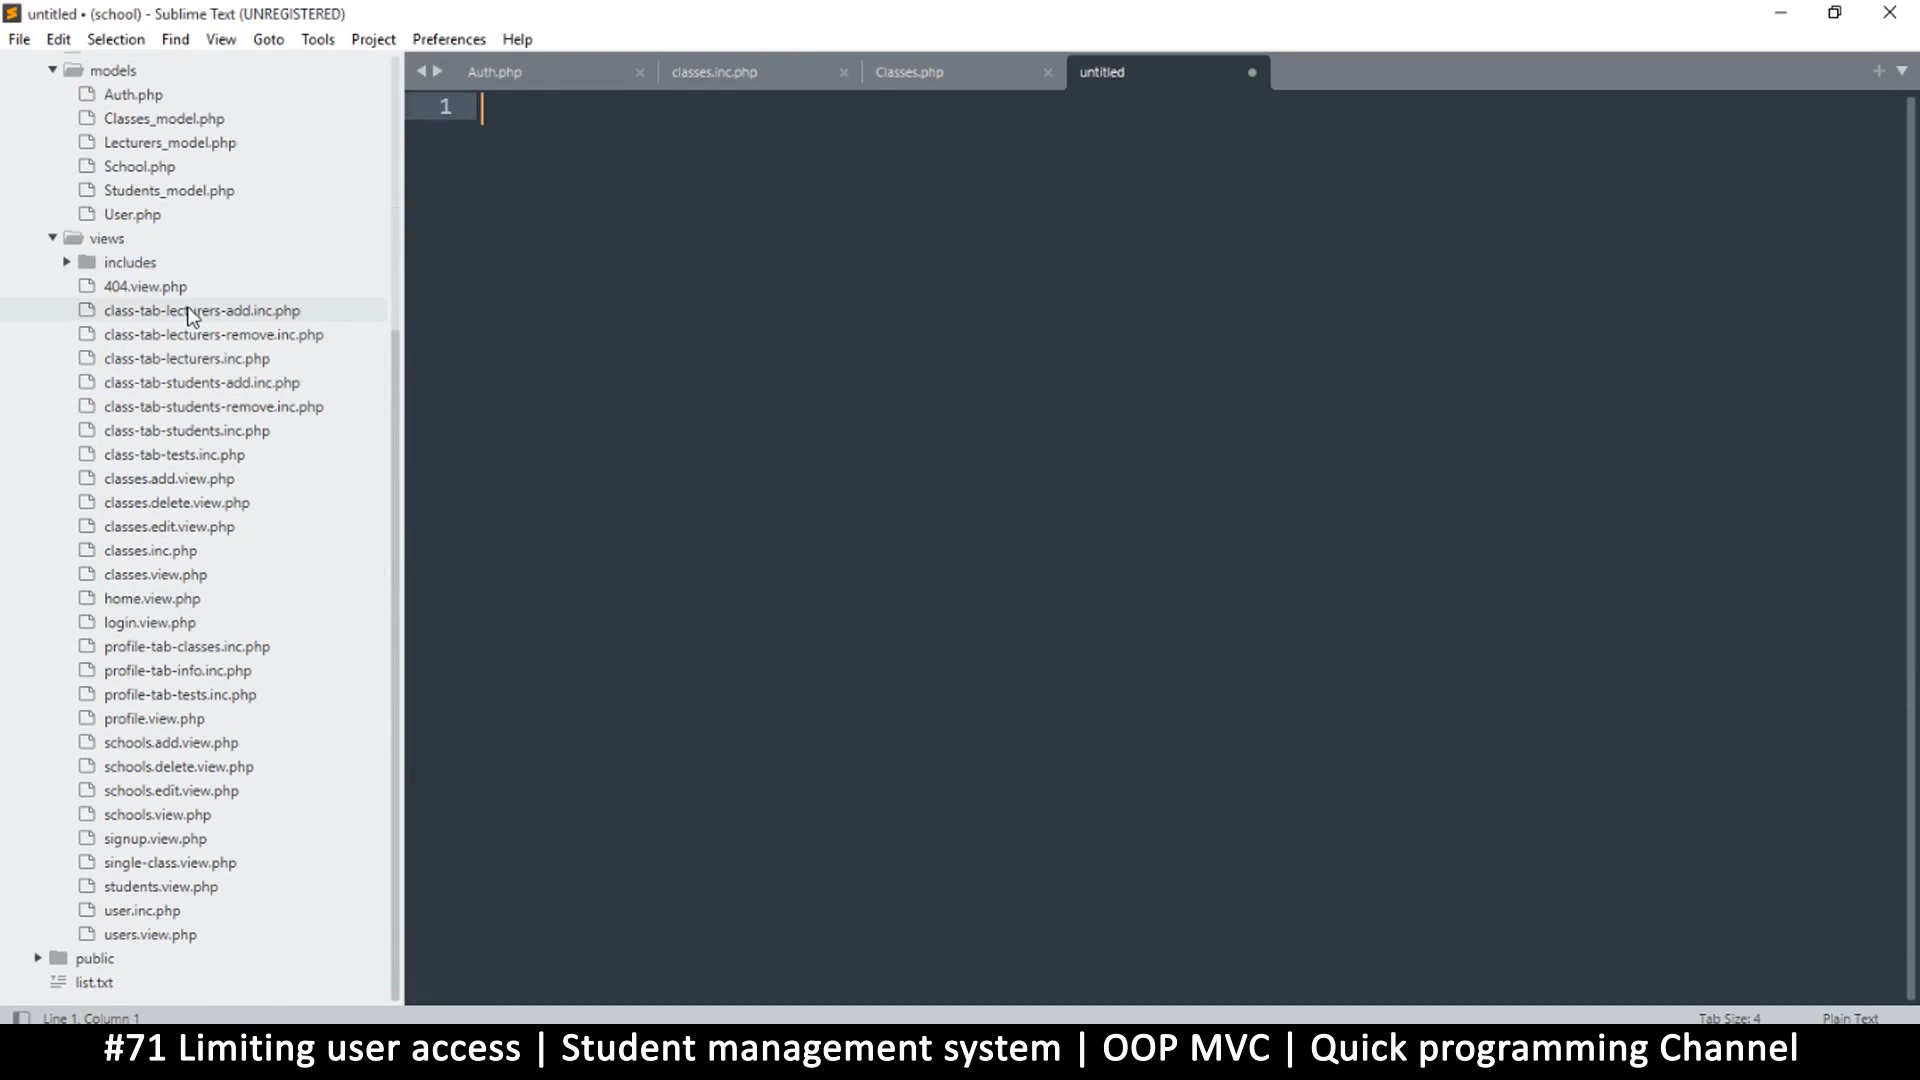 untitled • (school) - Sublime Text (UNREGISTERED)
File Edit Selection Find View Goto Tools Project Preferences Help
models
Auth.php
Classes_model.php
Lecturers_model.php
School.php
Students_model.php
User.php
views
includes
404.view.php
class-tab-lecturers-add.inc.php
class-tab-lecturers-remove.inc.php
class-tab-lecturers.inc.php
class-tab-students-add.inc.php
class-tab-students-remove.inc.php
class-tab-students.inc.php
class-tab-tests.inc.php
classes.add.view.php
classes.delete.view.php
classes.edit.view.php
classes.inc.php
classes.view.php
home.view.php
login.view.php
profile-tab-classes.inc.php
profile-tab-info.inc.php
profile-tab-tests.inc.php
profile.view.php
schools.add.view.php
schools.delete.view.php
schools.edit.view.php
schools.view.php
signup.view.php
single-class.view.php
students.view.php
user.inc.php
users.view.php
public
list.txt
Auth.php classes.inc.php Classes.php untitled
1
Line 1, Column 1 Tab Size: 4 Plain Text
#71 Limiting user access | Student management system | OOP MVC | Quick programming Channel